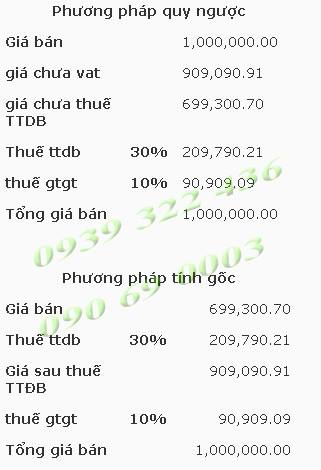 Phương pháp quy ngược
Giá bán 1,000,000.00
giá chưa vat 909,090.91
giá chưa thuế 699,300.70
TTDB
Thuế ttdb 30% 209,790.21
thuế gtgt 10% 90,909.09
Tổng giá bán 1,000,000.00
0939 322 436
090 69 0003
Phương pháp tính gốc
Giá bán 699,300.70
Thuế ttdb 30% 209,790.21
Giá sau thuế 909,090.91
TTĐB
thuế gtgt 10% 90,909.09
Tổng giá bán 1,000,000.00